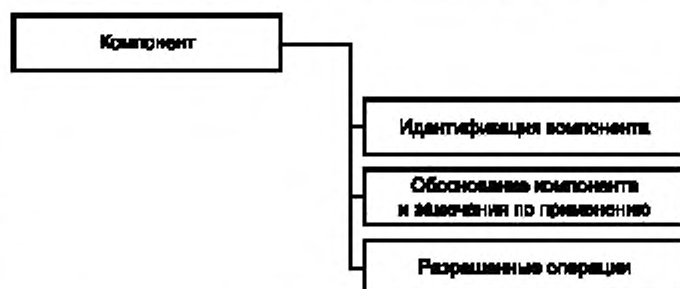 Компонент
Идентификация компонента
Обоснование компонента
и замечания по применению
Разрешенные операции